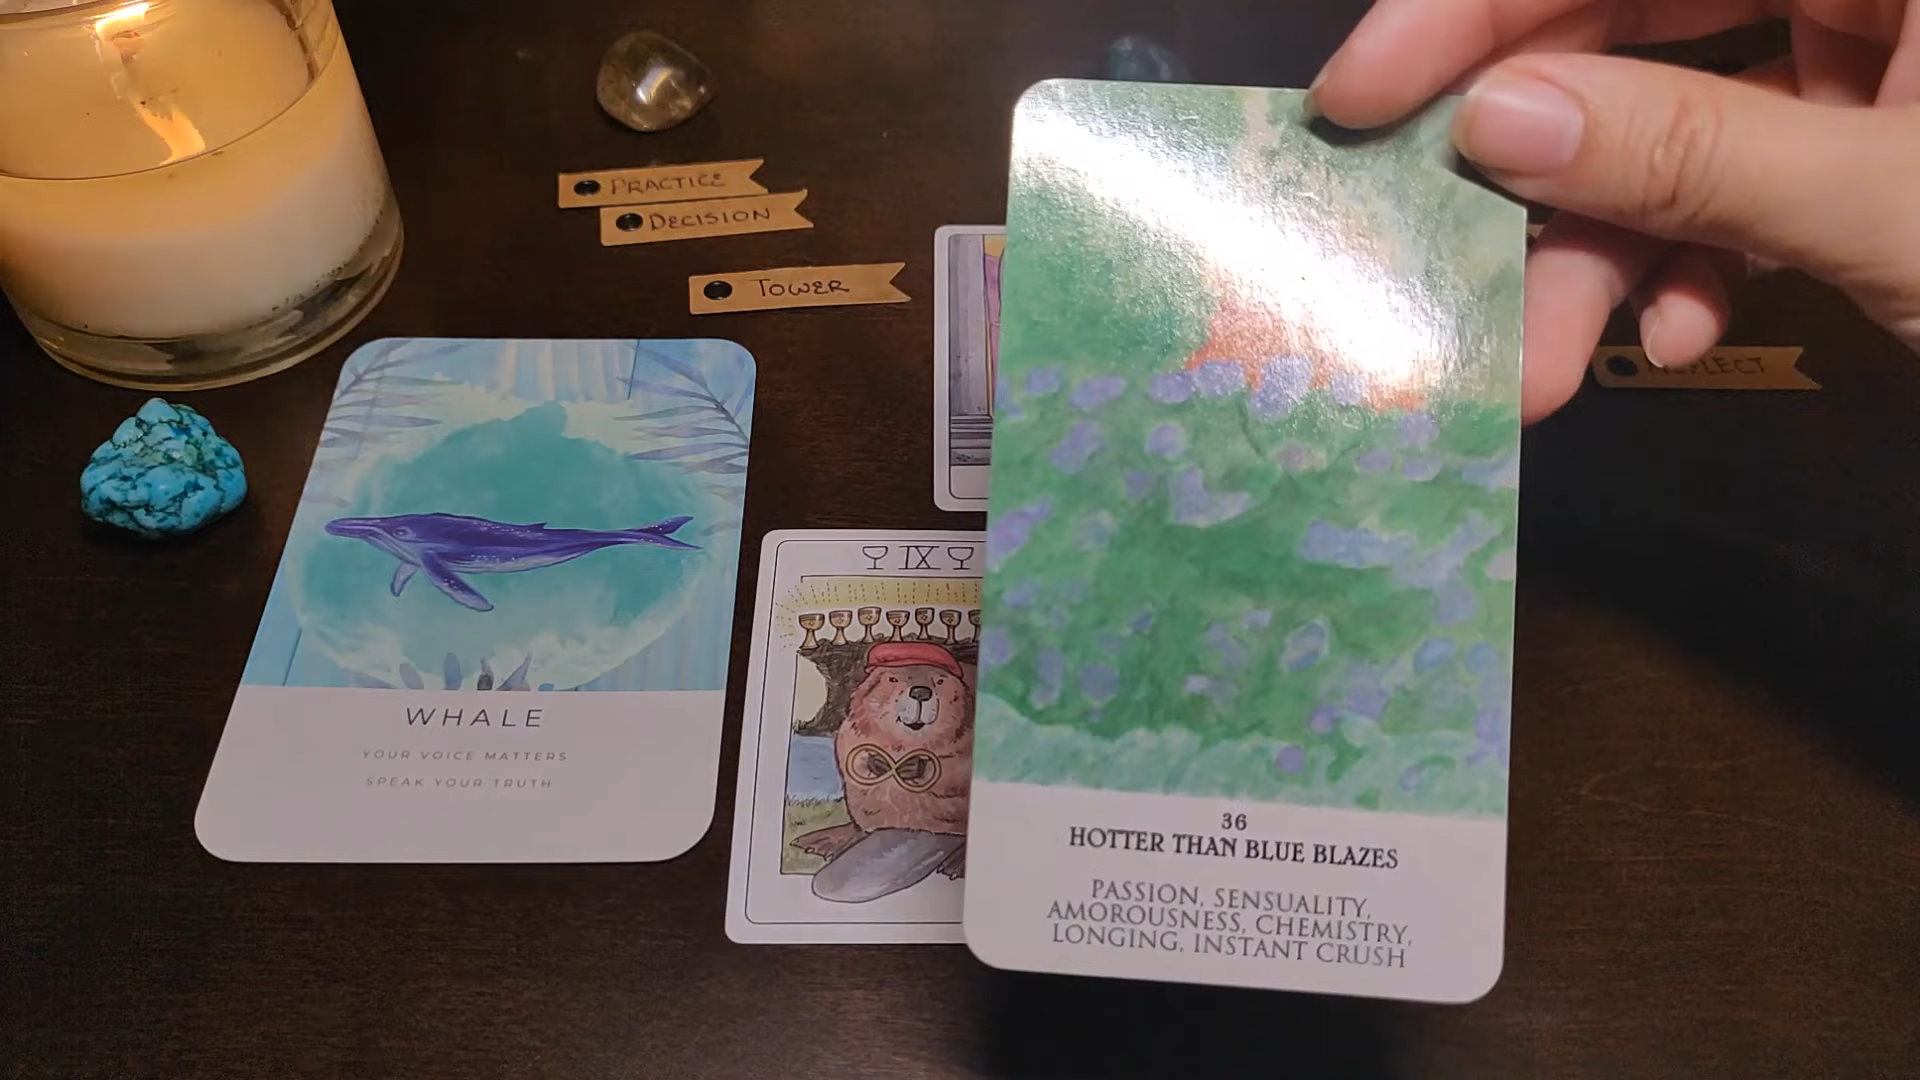 PRACTICE
DECISION
TOWER
NEGLECT
WHALE
YOUR VOICE MATTERS
SPEAK YOUR TRUTH
IX
36
HOTTER THAN BLUE BLAZES
PASSION, SENSUALITY,
AMOROUSNESS, CHEMISTRY,
LONGING, INSTANT CRUSH